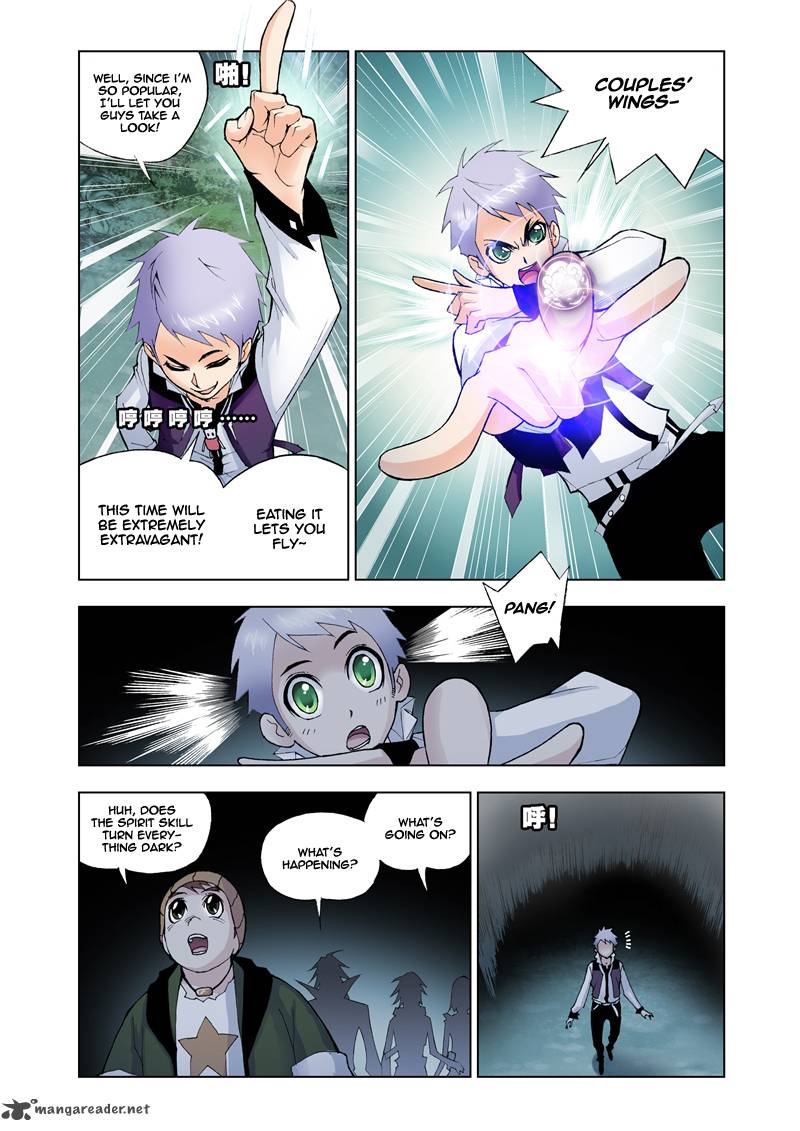 WELL, SINCE I'M
SO POPULAR,
I'LL LET YOU
GUYS TAKE A
LOOK!
啪!
哼哼哼哼……
THIS TIME WILL
BE EXTREMELY
EXTRAVAGANT!
EATING IT
LETS YOU
FLY~
COUPLES'
WINGS~
PANG!
HUH, DOES
THE SPIRIT SKILL
TURN EVERY-
THING DARK?
WHAT'S
HAPPENING?
WHAT'S
GOING ON?
呼!
mangareader.net